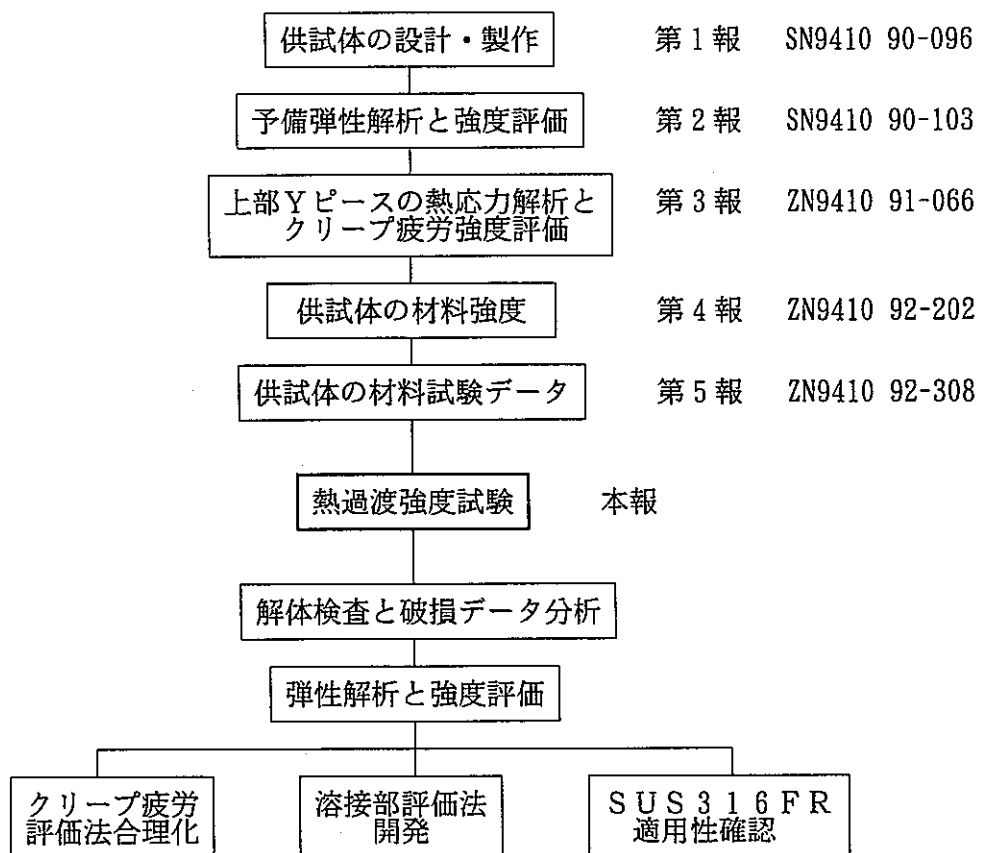 供試体の設計・製作 第1報 SN9410 90-096
予備弾性解析と強度評価 第2報 SN9410 90-103
上部Yピースの熱応力解析と 第3報 ZN9410 91-066
クリープ疲労強度評価
供試体の材料強度 第4報 ZN9410 92-202
供試体の材料試験データ 第5報 ZN9410 92-308
熱過渡強度試験 本報
解体検査と破損データ分析
弾性解析と強度評価
クリープ疲労
評価法合理化
溶接部評価法
開発
SUS316FR
適用性確認